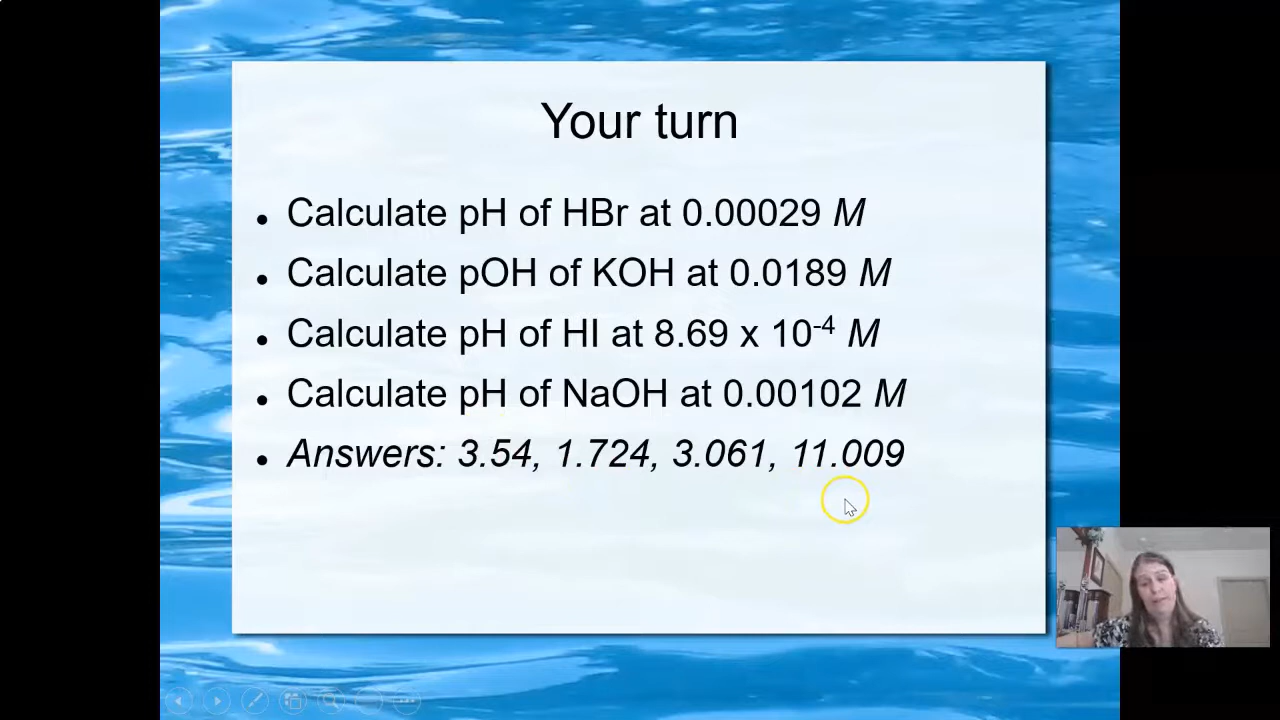 Your turn
• Calculate pH of HBr at 0.00029 M
• Calculate pOH of KOH at 0.0189 M
• Calculate pH of HI at 8.69 x 10⁻⁴ M
• Calculate pH of NaOH at 0.00102 M
• Answers: 3.54, 1.724, 3.061, 11.009